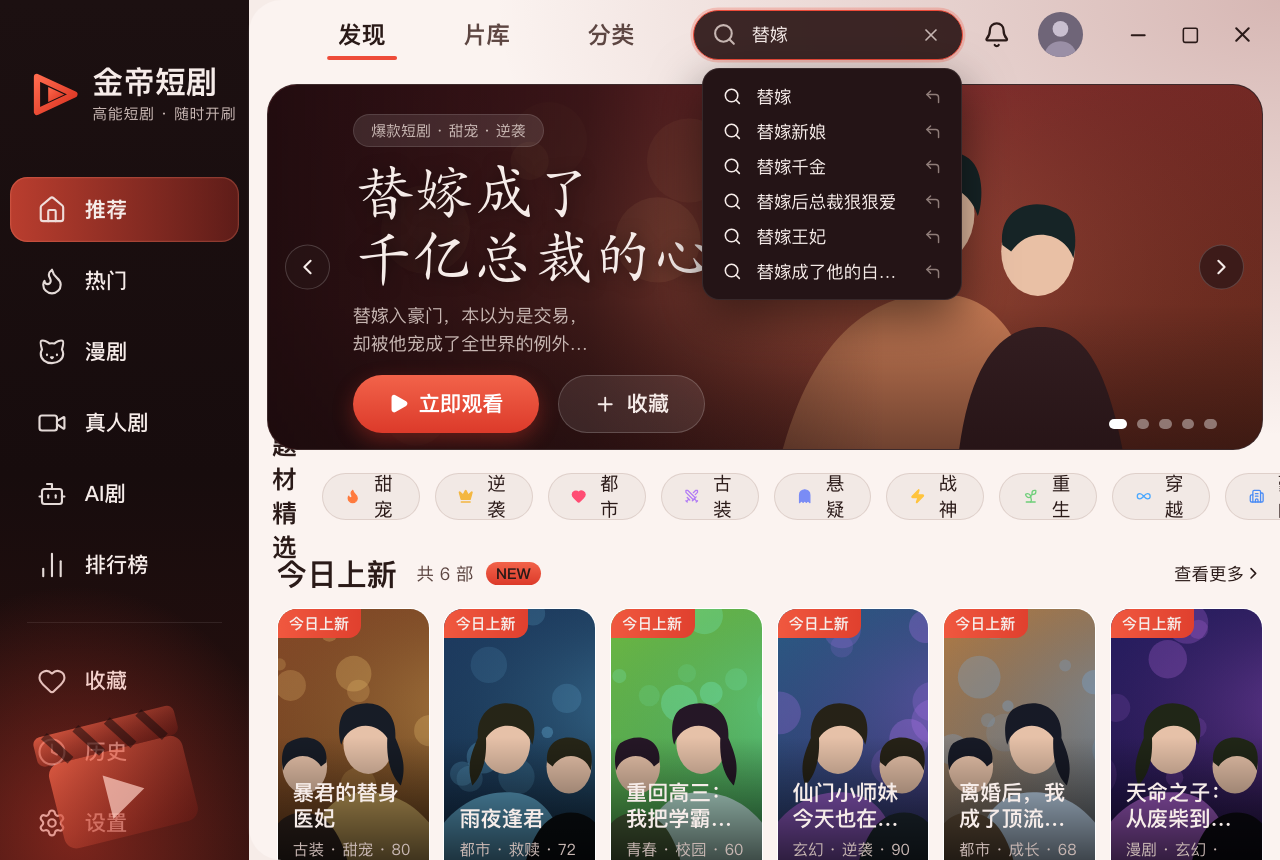 金帝短剧
高能短剧 · 随时开刷
推荐
热门
漫剧
真人剧
AI剧
排行榜
收藏
历史
设置
发现
片库
分类
替嫁
替嫁
替嫁新娘
替嫁千金
替嫁后总裁狠狠爱
替嫁王妃
替嫁成了他的白…
爆款短剧 · 甜宠 · 逆袭
替嫁成了
千亿总裁的心
替嫁入豪门，本以为是交易，
却被他宠成了全世界的例外…
立即观看
收藏
题
材
精
选
甜
宠
逆
袭
都
市
古
装
悬
疑
战
神
重
生
穿
越
今日上新
共 6 部
NEW
查看更多
今日上新
暴君的替身
医妃
古装 · 甜宠 · 80
今日上新
雨夜逢君
都市 · 救赎 · 72
今日上新
重回高三：
我把学霸…
青春 · 校园 · 60
今日上新
仙门小师妹
今天也在…
玄幻 · 逆袭 · 90
今日上新
离婚后，我
成了顶流…
都市 · 成长 · 68
今日上新
天命之子：
从废柴到…
漫剧 · 玄幻 ·